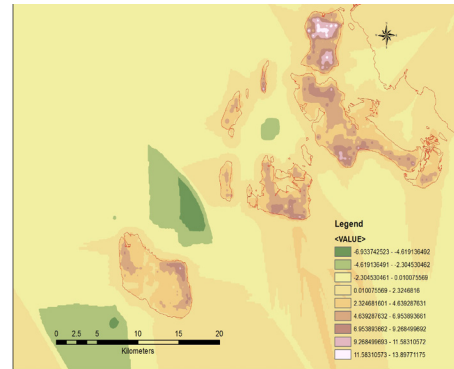 Legend
<VALUE>
-6.933742523 - -4.619136492
-4.619136491 - -2.304530462
-2.304530461 - 0.010075569
0.010075569 - 2.3246816
2.324681601 - 4.639287631
4.639287632 - 6.953893661
6.953893662 - 9.268499692
9.268499693 - 11.58310572
11.58310573 - 13.89771175
0 2.5 5 10 15 20
Kilometers